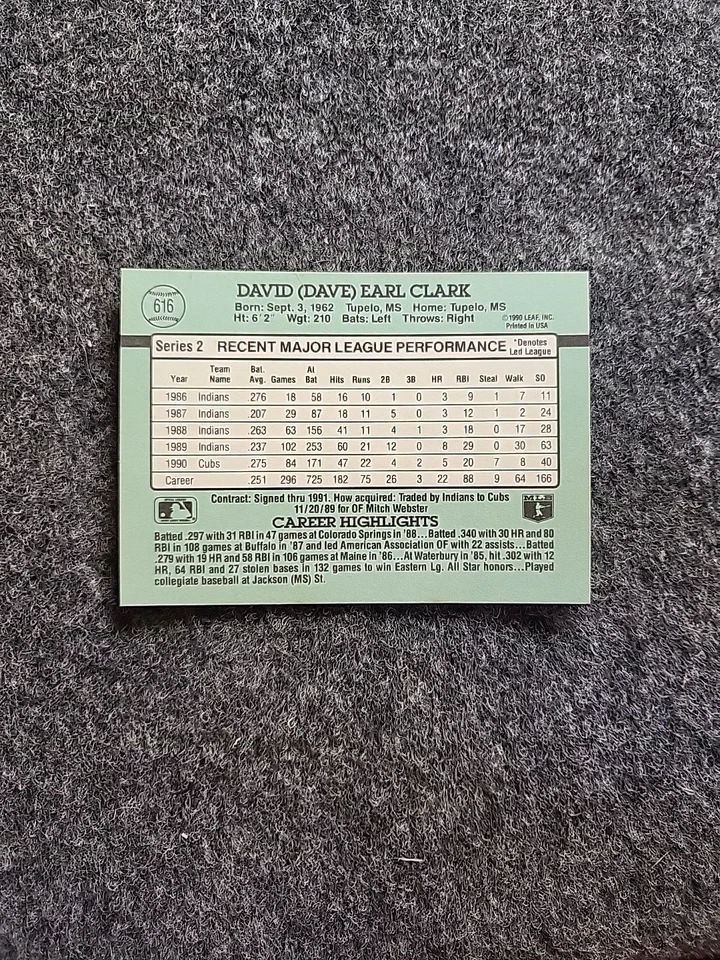 616
DAVID (DAVE) EARL CLARK
Born: Sept. 3, 1962 Tupelo, MS Home: Tupelo, MS
Ht: 6'2" Wgt: 210 Bats: Left Throws: Right
©1990 LEAF, INC.
Printed in USA
Series 2 RECENT MAJOR LEAGUE PERFORMANCE *Denotes Led League
Year Team Name Bat. Avg. Games At Bat Hits Runs 2B 3B HR RBI Steal Walk SO
1986 Indians .276 18 58 16 10 1 0 3 9 1 7 11
1987 Indians .207 29 87 18 11 5 0 3 12 1 2 24
1988 Indians .263 63 156 41 11 4 1 3 18 0 17 28
1989 Indians .237 102 253 60 21 12 0 8 29 0 30 63
1990 Cubs .275 84 171 47 22 4 2 5 20 7 8 40
Career .251 296 725 182 75 26 3 22 88 9 64 166
Contract: Signed thru 1991. How acquired: Traded by Indians to Cubs
11/20/89 for OF Mitch Webster
MLB
CAREER HIGHLIGHTS
Batted .297 with 31 RBI in 47 games at Colorado Springs in '88...Batted .340 with 30 HR and 80
RBI in 108 games at Buffalo in '87 and led American Association OF with 22 assists...Batted
.279 with 19 HR and 58 RBI in 106 games at Maine in '86...At Waterbury in '85, hit .302 with 12
HR, 64 RBI and 27 stolen bases in 132 games to win Eastern Lg. All Star honors...Played
collegiate baseball at Jackson (MS) St.